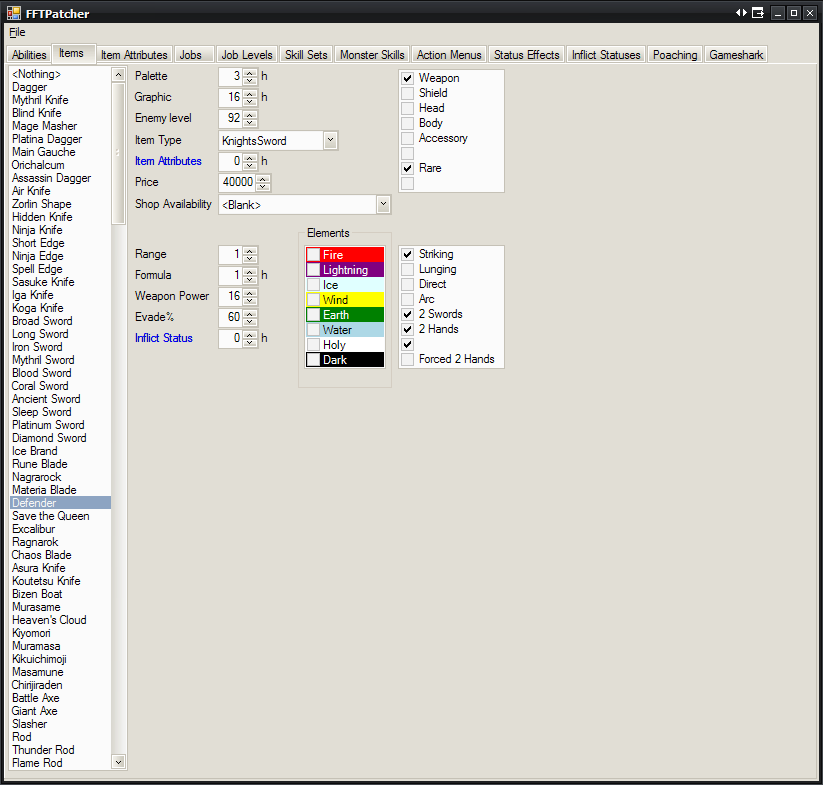 FFTPatcher
File
Abilities Items Item Attributes Jobs Job Levels Skill Sets Monster Skills Action Menus Status Effects Inflict Statuses Poaching Gameshark
<Nothing>
Dagger
Mythril Knife
Blind Knife
Mage Masher
Platina Dagger
Main Gauche
Orichalcum
Assassin Dagger
Air Knife
Zorlin Shape
Hidden Knife
Ninja Knife
Short Edge
Ninja Edge
Spell Edge
Sasuke Knife
Iga Knife
Koga Knife
Broad Sword
Long Sword
Iron Sword
Mythril Sword
Blood Sword
Coral Sword
Ancient Sword
Sleep Sword
Platinum Sword
Diamond Sword
Ice Brand
Rune Blade
Nagrarock
Materia Blade
Defender
Save the Queen
Excalibur
Ragnarok
Chaos Blade
Asura Knife
Koutetsu Knife
Bizen Boat
Murasame
Heaven's Cloud
Kiyomori
Muramasa
Kikuichimoji
Masamune
Chirijiraden
Battle Axe
Giant Axe
Slasher
Rod
Thunder Rod
Flame Rod
Palette 3 h
Graphic 16 h
Enemy level 92
Item Type KnightsSword
Item Attributes 0 h
Price 40000
Shop Availability <Blank>
Weapon
Shield
Head
Body
Accessory
Rare
Range 1
Formula 1 h
Weapon Power 16
Evade% 60
Inflict Status 0 h
Elements
Fire
Lightning
Ice
Wind
Earth
Water
Holy
Dark
Striking
Lunging
Direct
Arc
2 Swords
2 Hands
Forced 2 Hands